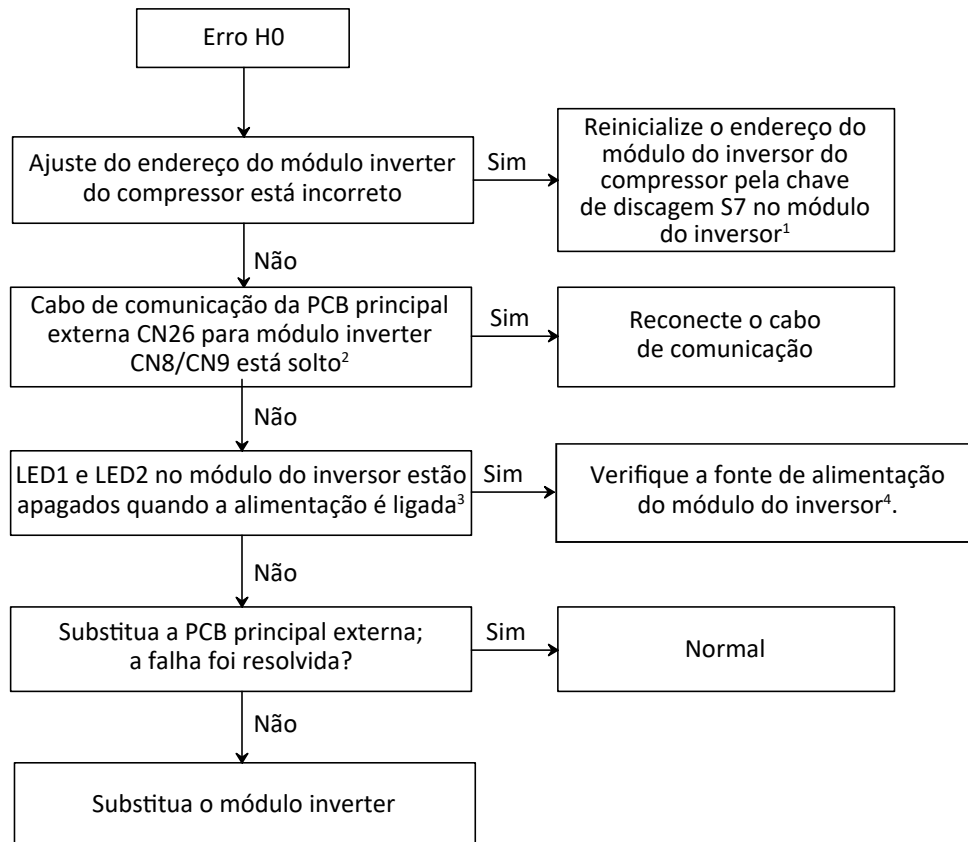 Erro H0
Ajuste do endereço do módulo inverter
do compressor está incorreto
Sim
Reinicialize o endereço do
módulo do inversor do
compressor pela chave
de discagem S7 no módulo
do inversor¹
Não
Cabo de comunicação da PCB principal
externa CN26 para módulo inverter
CN8/CN9 está solto²
Sim
Reconecte o cabo
de comunicação
Não
LED1 e LED2 no módulo do inversor estão
apagados quando a alimentação é ligada³
Sim
Verifique a fonte de alimentação
do módulo do inversor⁴.
Não
Substitua a PCB principal externa;
a falha foi resolvida?
Sim
Normal
Não
Substitua o módulo inverter